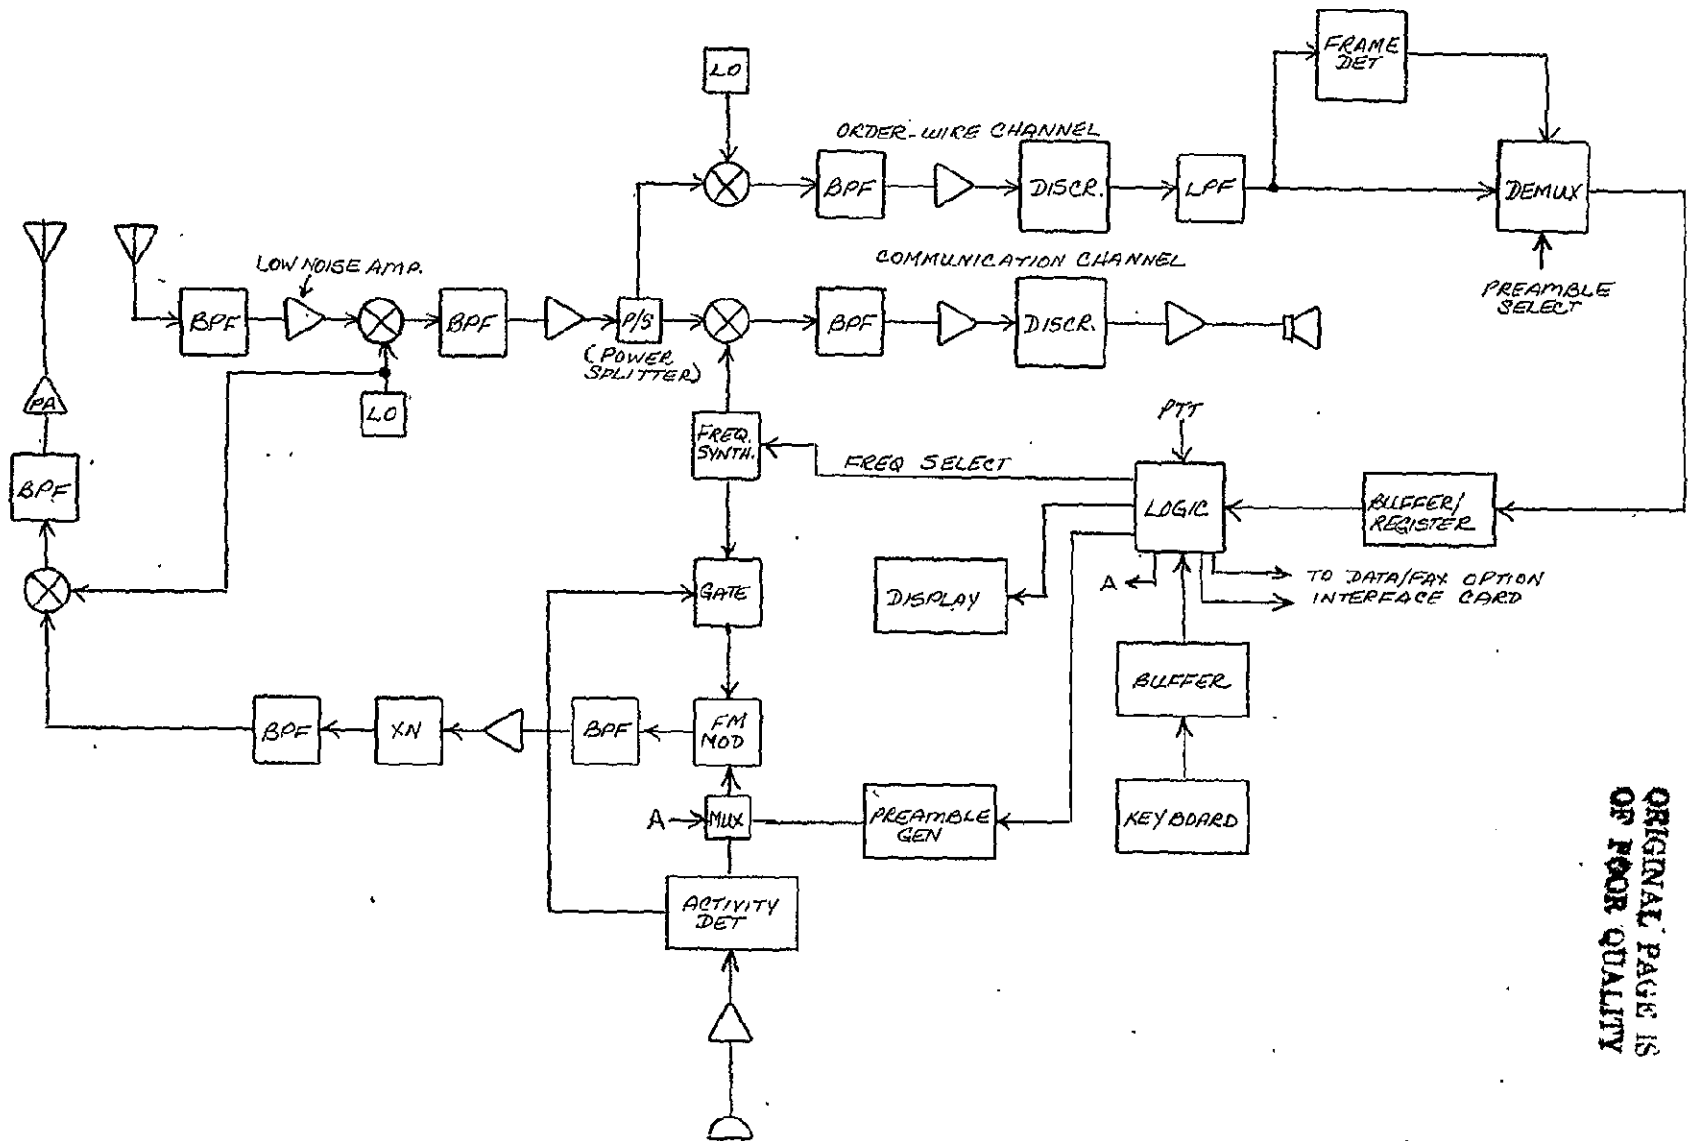 FRAME
DET
LO
ORDER-WIRE CHANNEL
BPF
DISCR.
LPF
DEMUX
COMMUNICATION CHANNEL
PREAMBLE
SELECT
LOW NOISE AMP.
BPF
BPF
P/S
(POWER
SPLITTER)
BPF
DISCR.
LO
PA
BPF
FREQ.
SYNTH.
FREQ SELECT
PTT
LOGIC
BUFFER/
REGISTER
GATE
DISPLAY
A
TO DATA/FAX OPTION
INTERFACE CARD
BUFFER
BPF
XN
BPF
FM
MOD
A
MUX
PREAMBLE
GEN
KEYBOARD
ACTIVITY
DET
ORIGINAL PAGE IS
OF POOR QUALITY